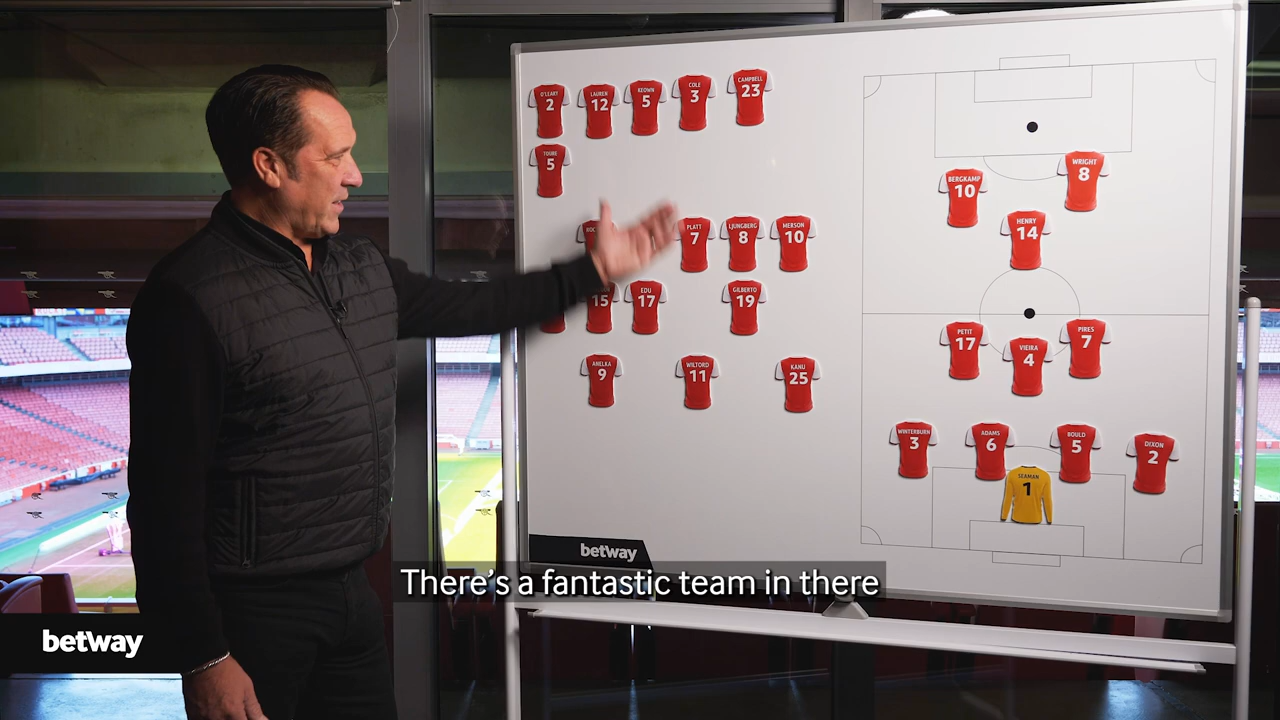 O'LEARY
2
LAUREN
12
KEOWN
5
COLE
3
CAMPBELL
23
TOURE
5
PLATT
7
LJUNGBERG
8
MERSON
10
15
EDU
17
GILBERTO
19
ANELKA
9
WILTORD
11
KANU
25
BERGKAMP
10
WRIGHT
8
HENRY
14
PETIT
17
VIEIRA
4
PIRES
7
WINTERBURN
3
ADAMS
6
BOULD
5
DIXON
2
SEAMAN
1
betway
There's a fantastic team in there
betway